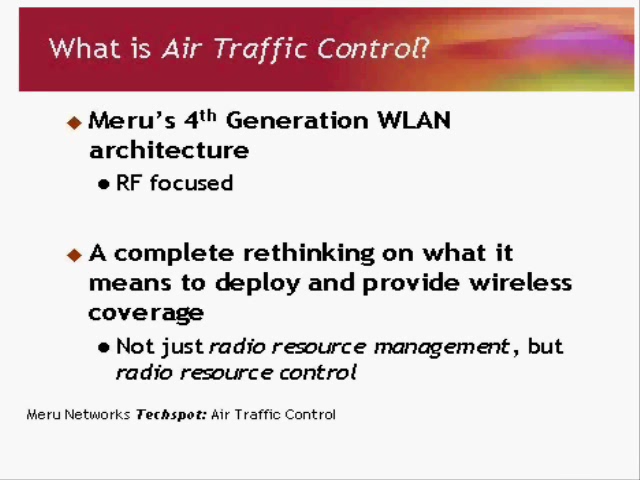 What is Air Traffic Control?
Meru's 4th Generation WLAN
architecture
RF focused
A complete rethinking on what it
means to deploy and provide wireless
coverage
Not just radio resource management, but
radio resource control
Meru Networks Techspot: Air Traffic Control